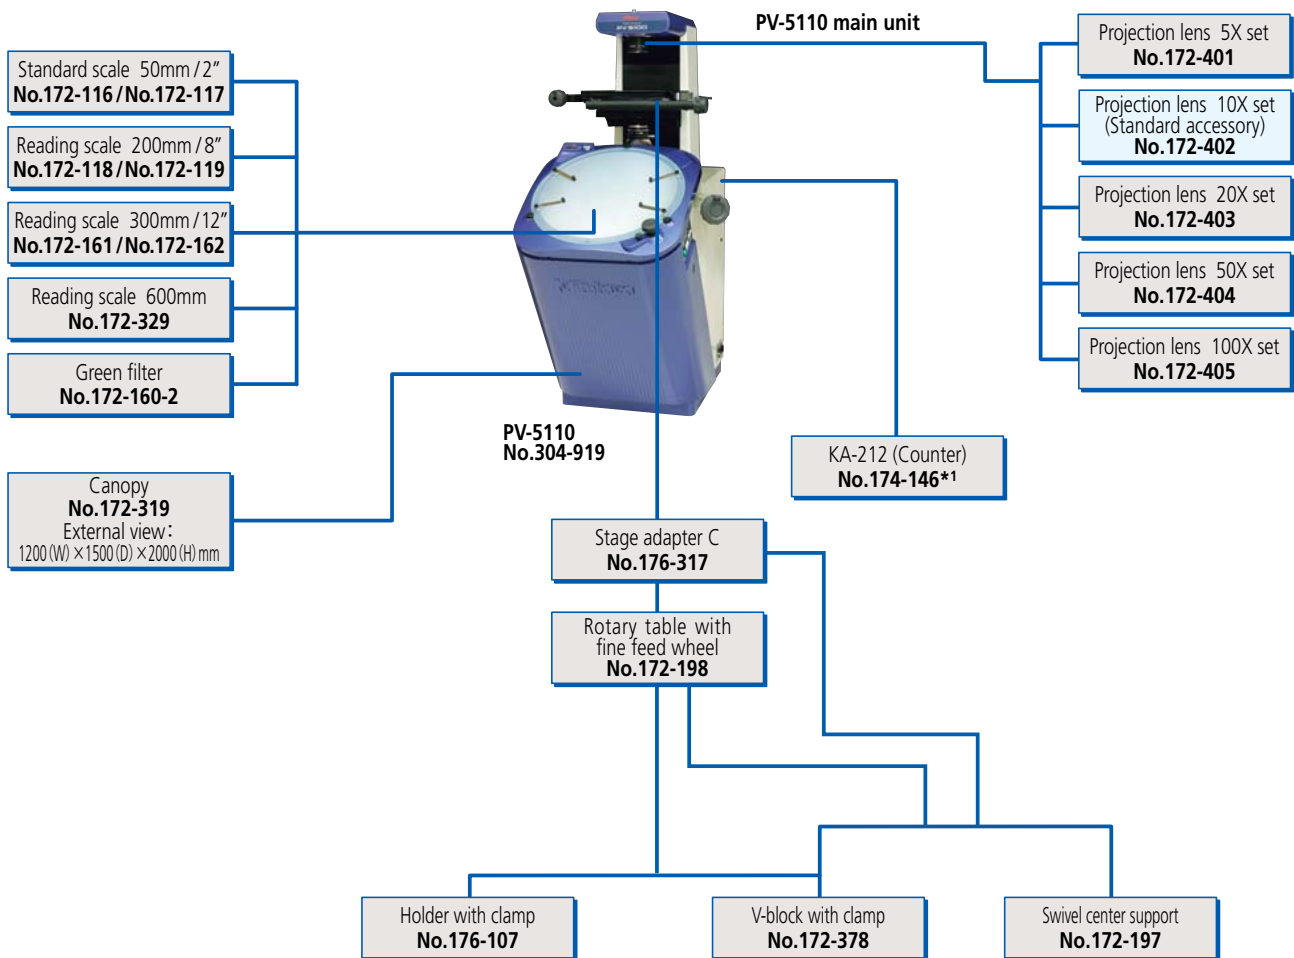 PV-5110 main unit
Standard scale 50mm/2”
No.172-116/No.172-117
Reading scale 200mm/8”
No.172-118/No.172-119
Reading scale 300mm/12”
No.172-161/No.172-162
Reading scale 600mm
No.172-329
Green filter
No.172-160-2
Canopy
No.172-319
External view:
1200(W)×1500(D)×2000(H)mm
Mitutoyo
PV-5110
No.304-919
Projection lens 5X set
No.172-401
Projection lens 10X set
(Standard accessory)
No.172-402
Projection lens 20X set
No.172-403
Projection lens 50X set
No.172-404
Projection lens 100X set
No.172-405
KA-212 (Counter)
No.174-146*1
Stage adapter C
No.176-317
Rotary table with
fine feed wheel
No.172-198
Holder with clamp
No.176-107
V-block with clamp
No.172-378
Swivel center support
No.172-197